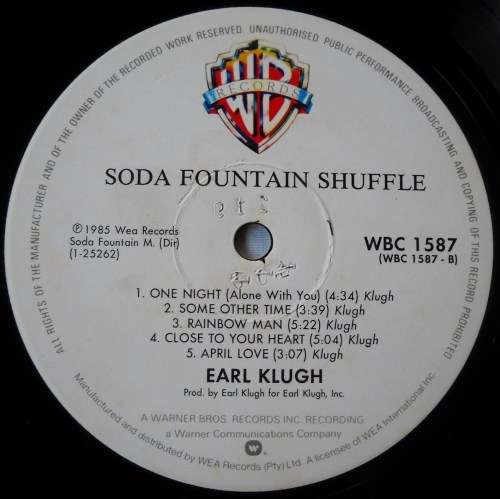 ALL RIGHTS OF THE MANUFACTURER AND OF THE OWNER OF THE RECORDED WORK RESERVED. UNAUTHORISED PUBLIC PERFORMANCE BROADCASTING AND COPYING OF THIS RECORD PROHIBITED
WB
RECORDS
SODA FOUNTAIN SHUFFLE
℗ 1985 Wea Records
Soda Fountain M. (Dir)
(1-25262)
WBC 1587
(WBC 1587 - B)
1. ONE NIGHT (Alone With You) (4:34) Klugh
2. SOME OTHER TIME (3:39) Klugh
3. RAINBOW MAN (5:22) Klugh
4. CLOSE TO YOUR HEART (5:04) Klugh
5. APRIL LOVE (3:07) Klugh
EARL KLUGH
Prod. by Earl Klugh for Earl Klugh, Inc.
A WARNER BROS. RECORDS INC. RECORDING
a Warner Communications Company
Manufactured and distributed by WEA Records (Pty) Ltd. A licensee of WEA International Inc.